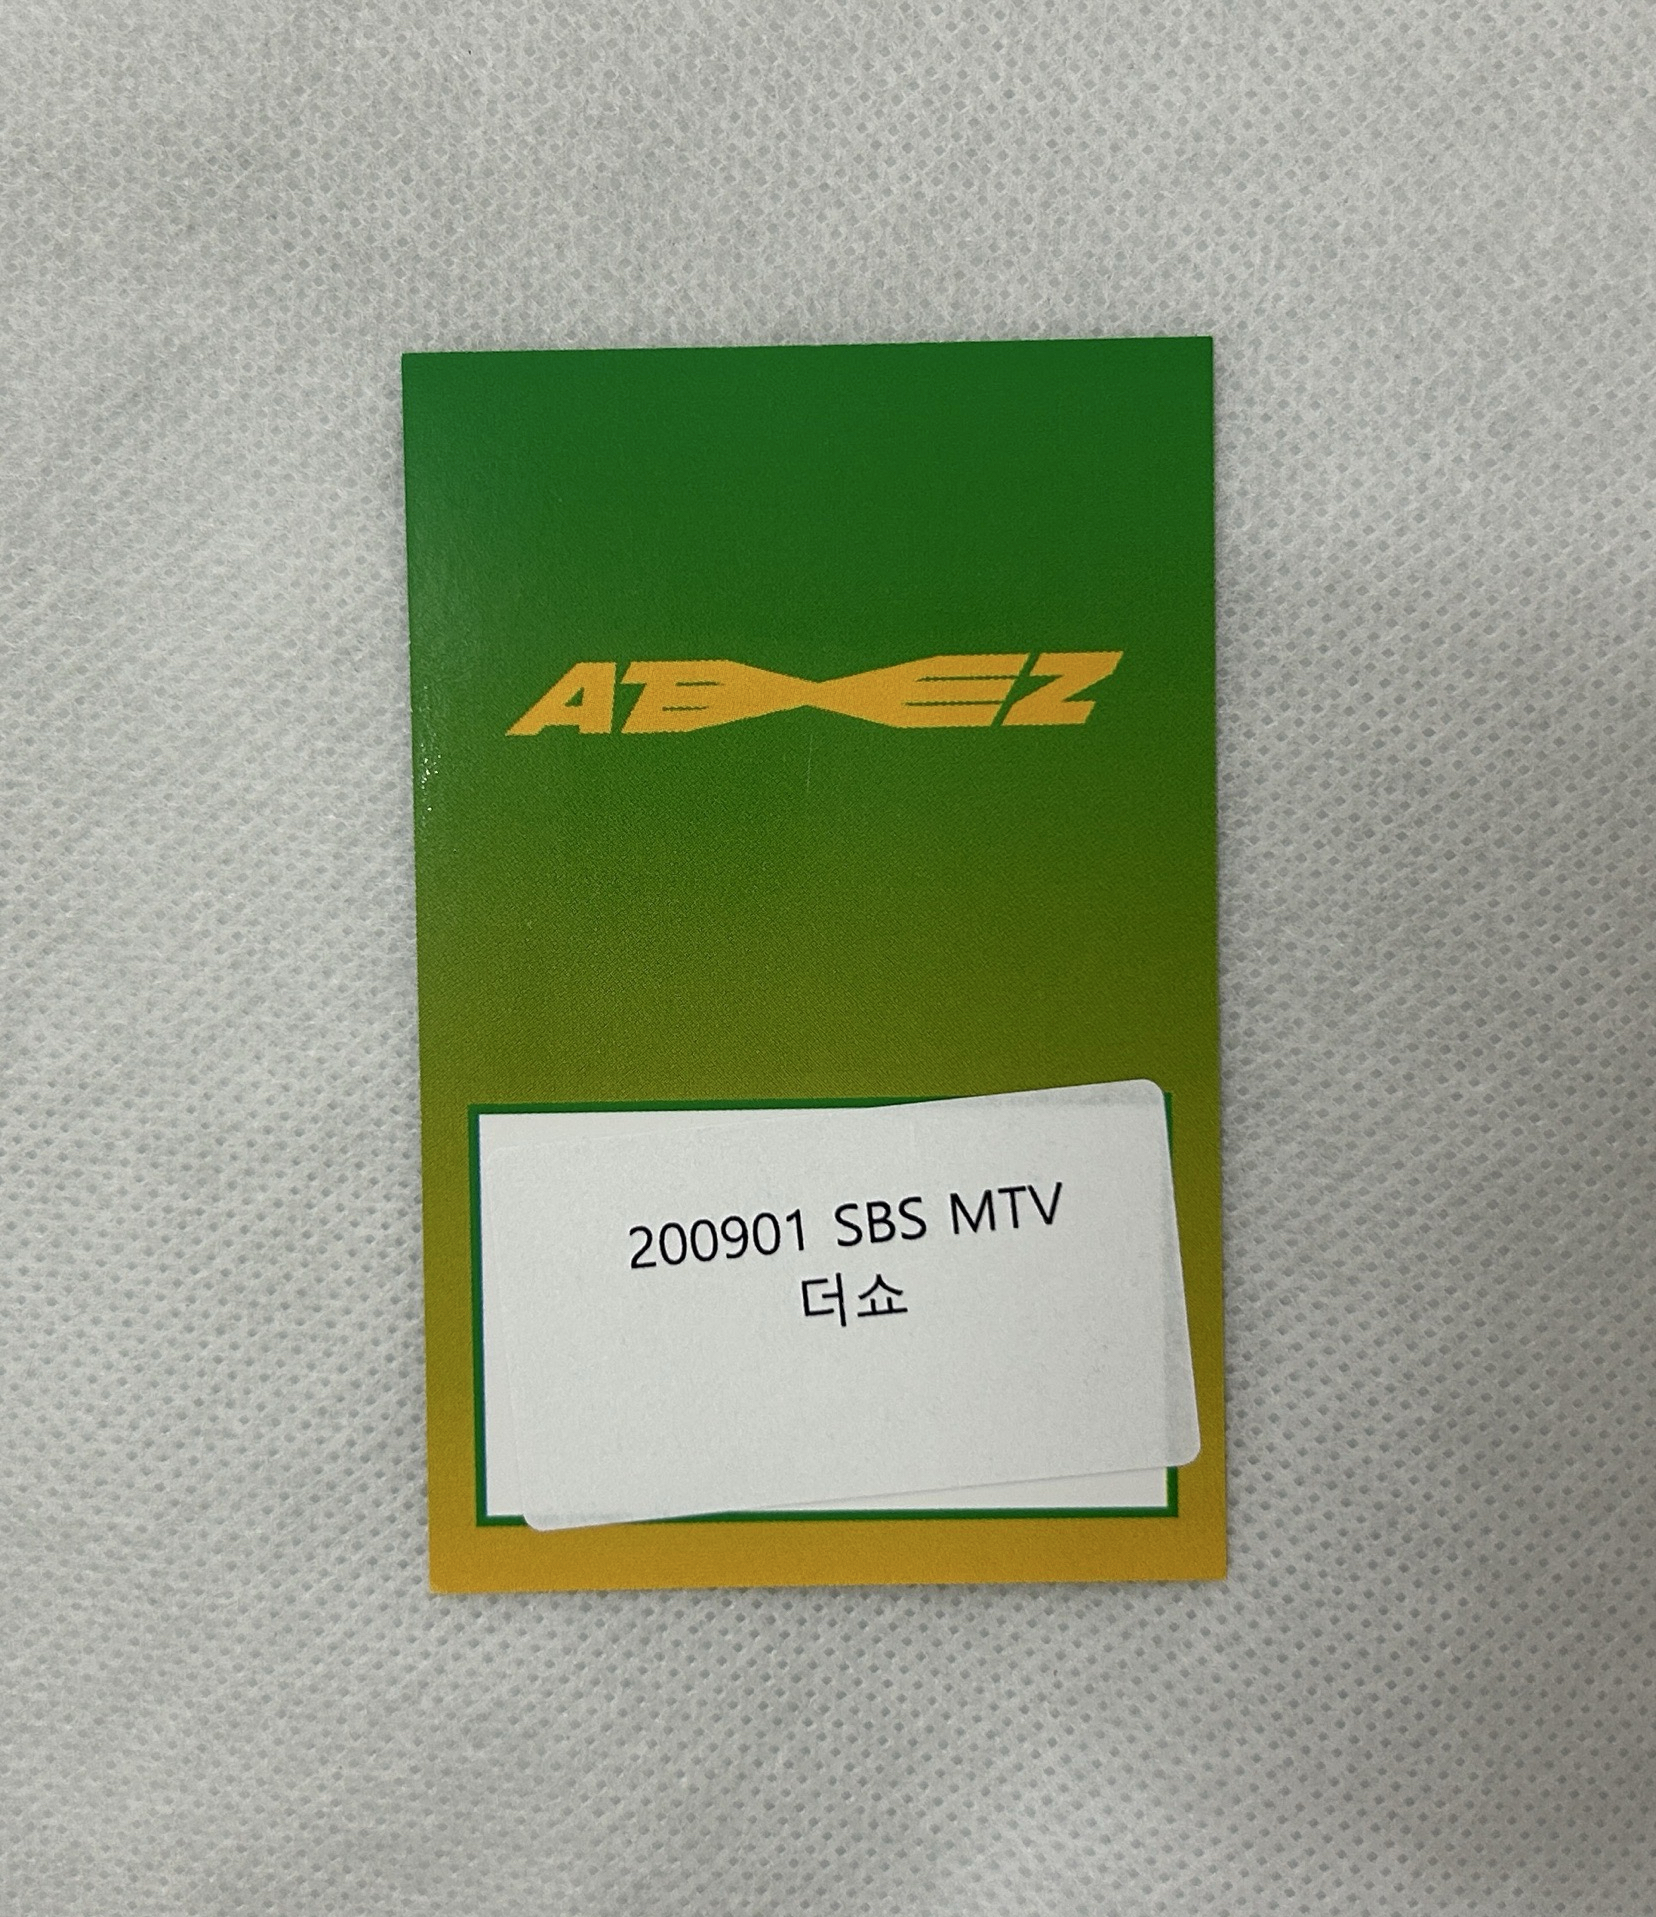 ATEEZ
200901 SBS MTV
더쇼